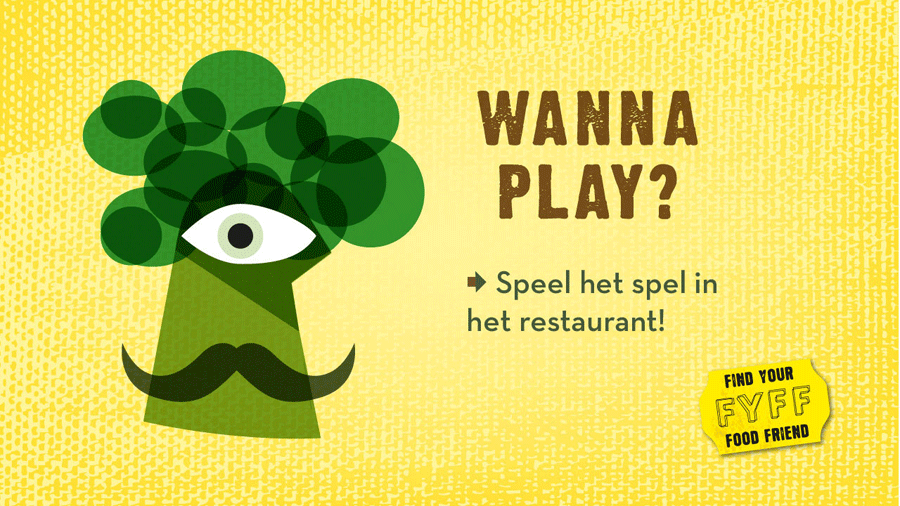 WANNA
PLAY?
Speel het spel in
het restaurant!
FIND YOUR
FYFF
FOOD FRIEND